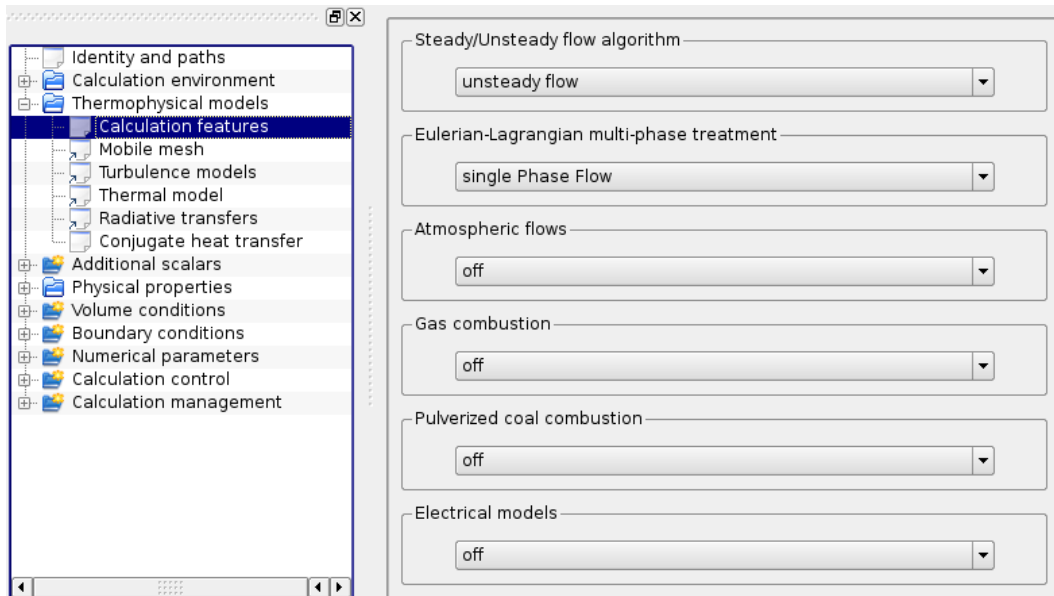 Identity and paths
Calculation environment
Thermophysical models
Calculation features
Mobile mesh
Turbulence models
Thermal model
Radiative transfers
Conjugate heat transfer
Additional scalars
Physical properties
Volume conditions
Boundary conditions
Numerical parameters
Calculation control
Calculation management
Steady/Unsteady flow algorithm
unsteady flow
Eulerian-Lagrangian multi-phase treatment
single Phase Flow
Atmospheric flows
off
Gas combustion
off
Pulverized coal combustion
off
Electrical models
off